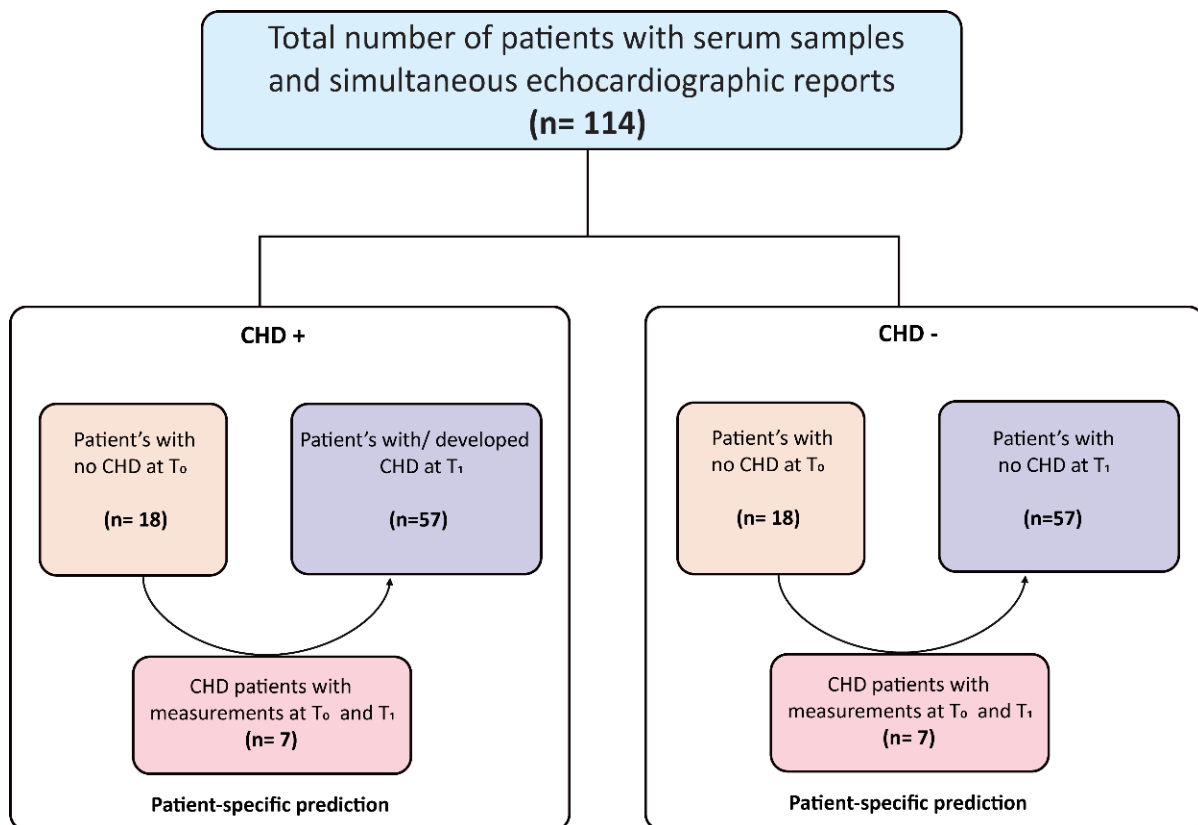 Total number of patients with serum samples
and simultaneous echocardiographic reports
(n= 114)
CHD +
Patient’s with
no CHD at T₀
(n= 18)
Patient’s with/ developed
CHD at T₁
(n=57)
CHD patients with
measurements at T₀ and T₁
(n= 7)
Patient-specific prediction
CHD -
Patient’s with
no CHD at T₀
(n= 18)
Patient’s with
no CHD at T₁
(n=57)
CHD patients with
measurements at T₀ and T₁
(n= 7)
Patient-specific prediction